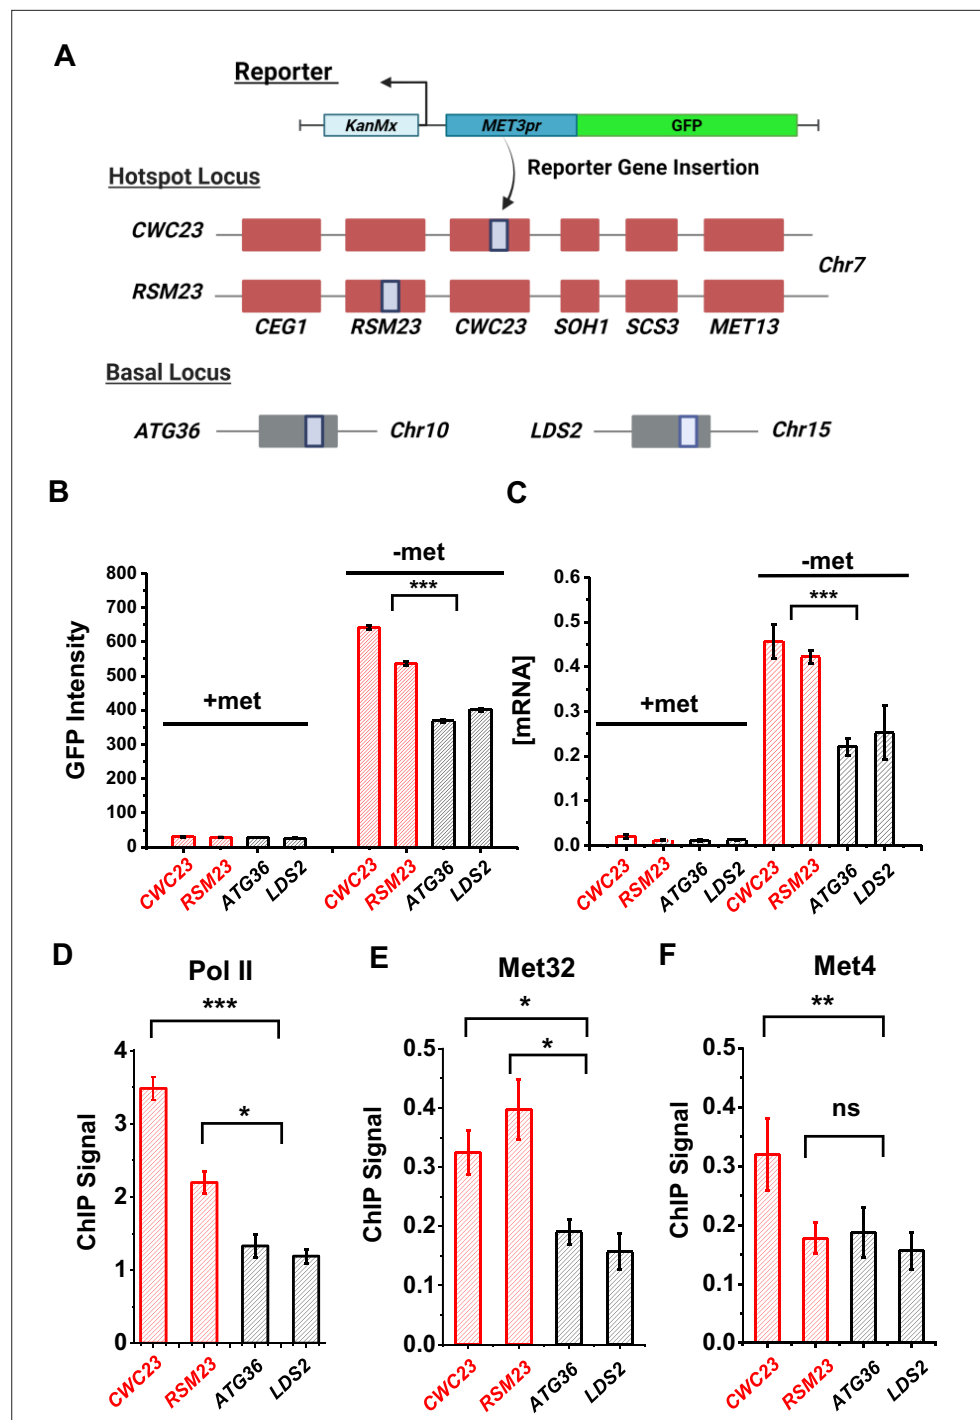 A
Reporter
KanMx MET3pr GFP
Reporter Gene Insertion
Hotspot Locus
CWC23
Chr7
RSM23
CEG1 RSM23 CWC23 SOH1 SCS3 MET13
Basal Locus
ATG36 Chr10 LDS2 Chr15
B
GFP Intensity
800
700
600
500
400
300
200
100
0
+met
-met
***
CWC23 RSM23 ATG36 LDS2 CWC23 RSM23 ATG36 LDS2
C
[mRNA]
0.6
0.5
0.4
0.3
0.2
0.1
0.0
+met
-met
***
CWC23 RSM23 ATG36 LDS2 CWC23 RSM23 ATG36 LDS2
D
Pol II
***
*
ChIP Signal
4
3
2
1
0
CWC23 RSM23 ATG36 LDS2
E
Met32
*
*
ChIP Signal
0.5
0.4
0.3
0.2
0.1
0.0
CWC23 RSM23 ATG36 LDS2
F
Met4
**
ns
ChIP Signal
0.5
0.4
0.3
0.2
0.1
0.0
CWC23 RSM23 ATG36 LDS2